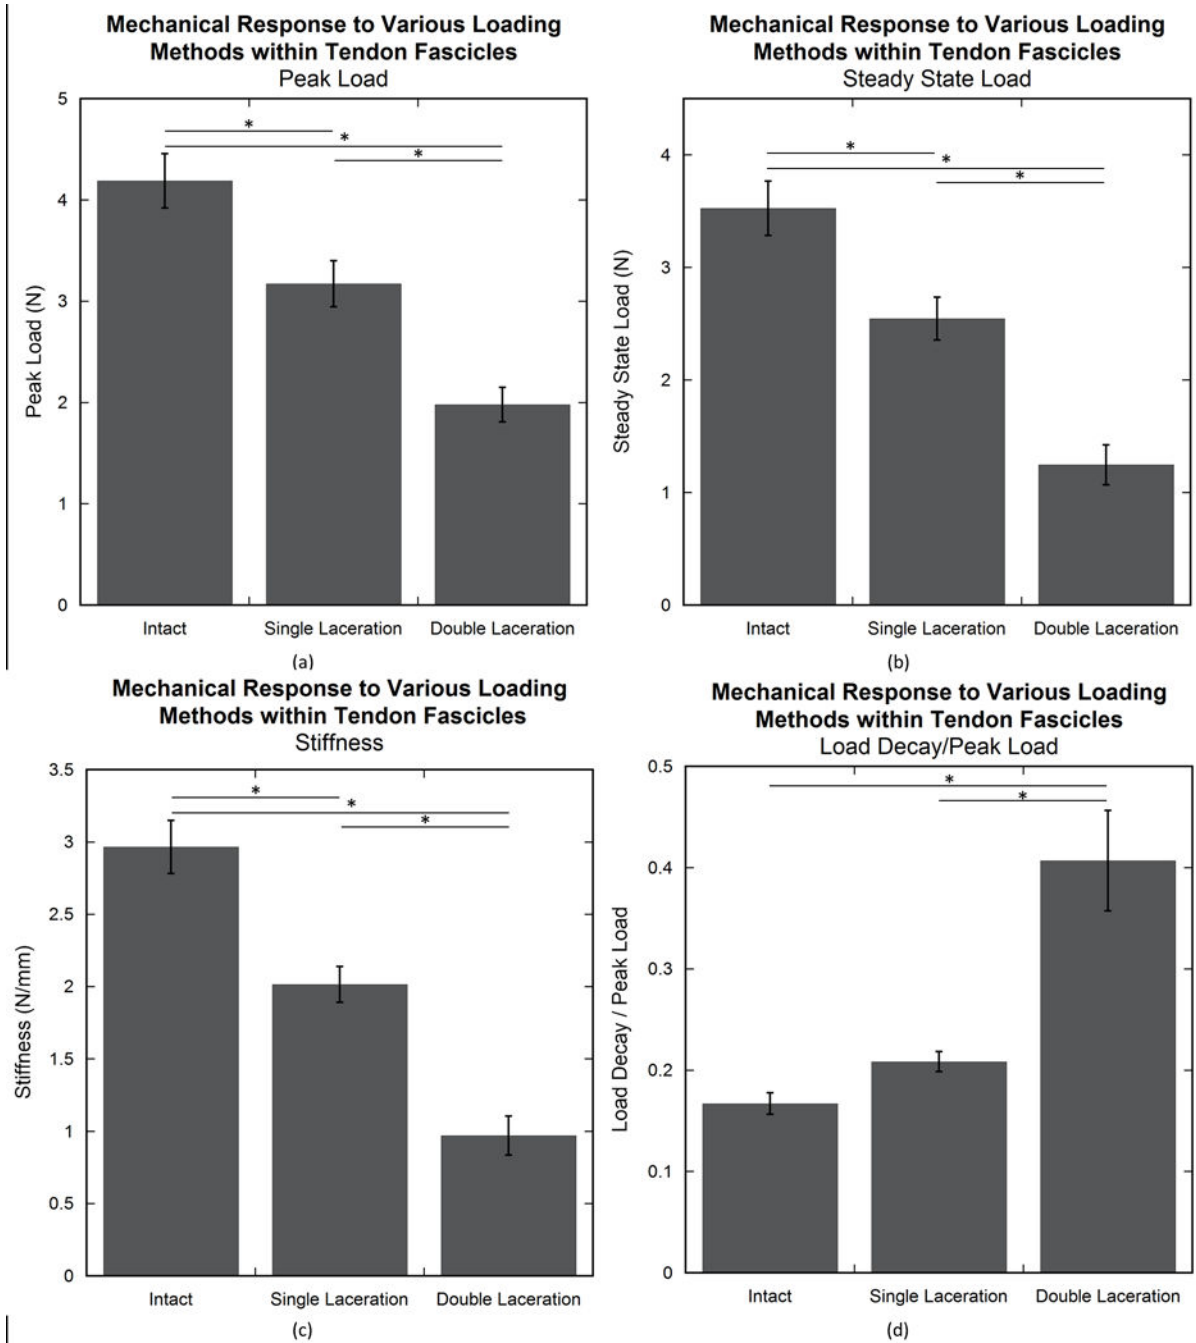 Mechanical Response to Various Loading
Methods within Tendon Fascicles
Peak Load
Peak Load (N)
5
4
3
2
1
0
*
*
*
Intact
Single Laceration
Double Laceration
(a)
Mechanical Response to Various Loading
Methods within Tendon Fascicles
Steady State Load
Steady State Load (N)
4
3
2
1
0
*
*
*
Intact
Single Laceration
Double Laceration
(b)
Mechanical Response to Various Loading
Methods within Tendon Fascicles
Stiffness
Stiffness (N/mm)
3.5
3
2.5
2
1.5
1
0.5
0
*
*
*
Intact
Single Laceration
Double Laceration
(c)
Mechanical Response to Various Loading
Methods within Tendon Fascicles
Load Decay/Peak Load
Load Decay / Peak Load
0.5
0.4
0.3
0.2
0.1
0
*
*
Intact
Single Laceration
Double Laceration
(d)